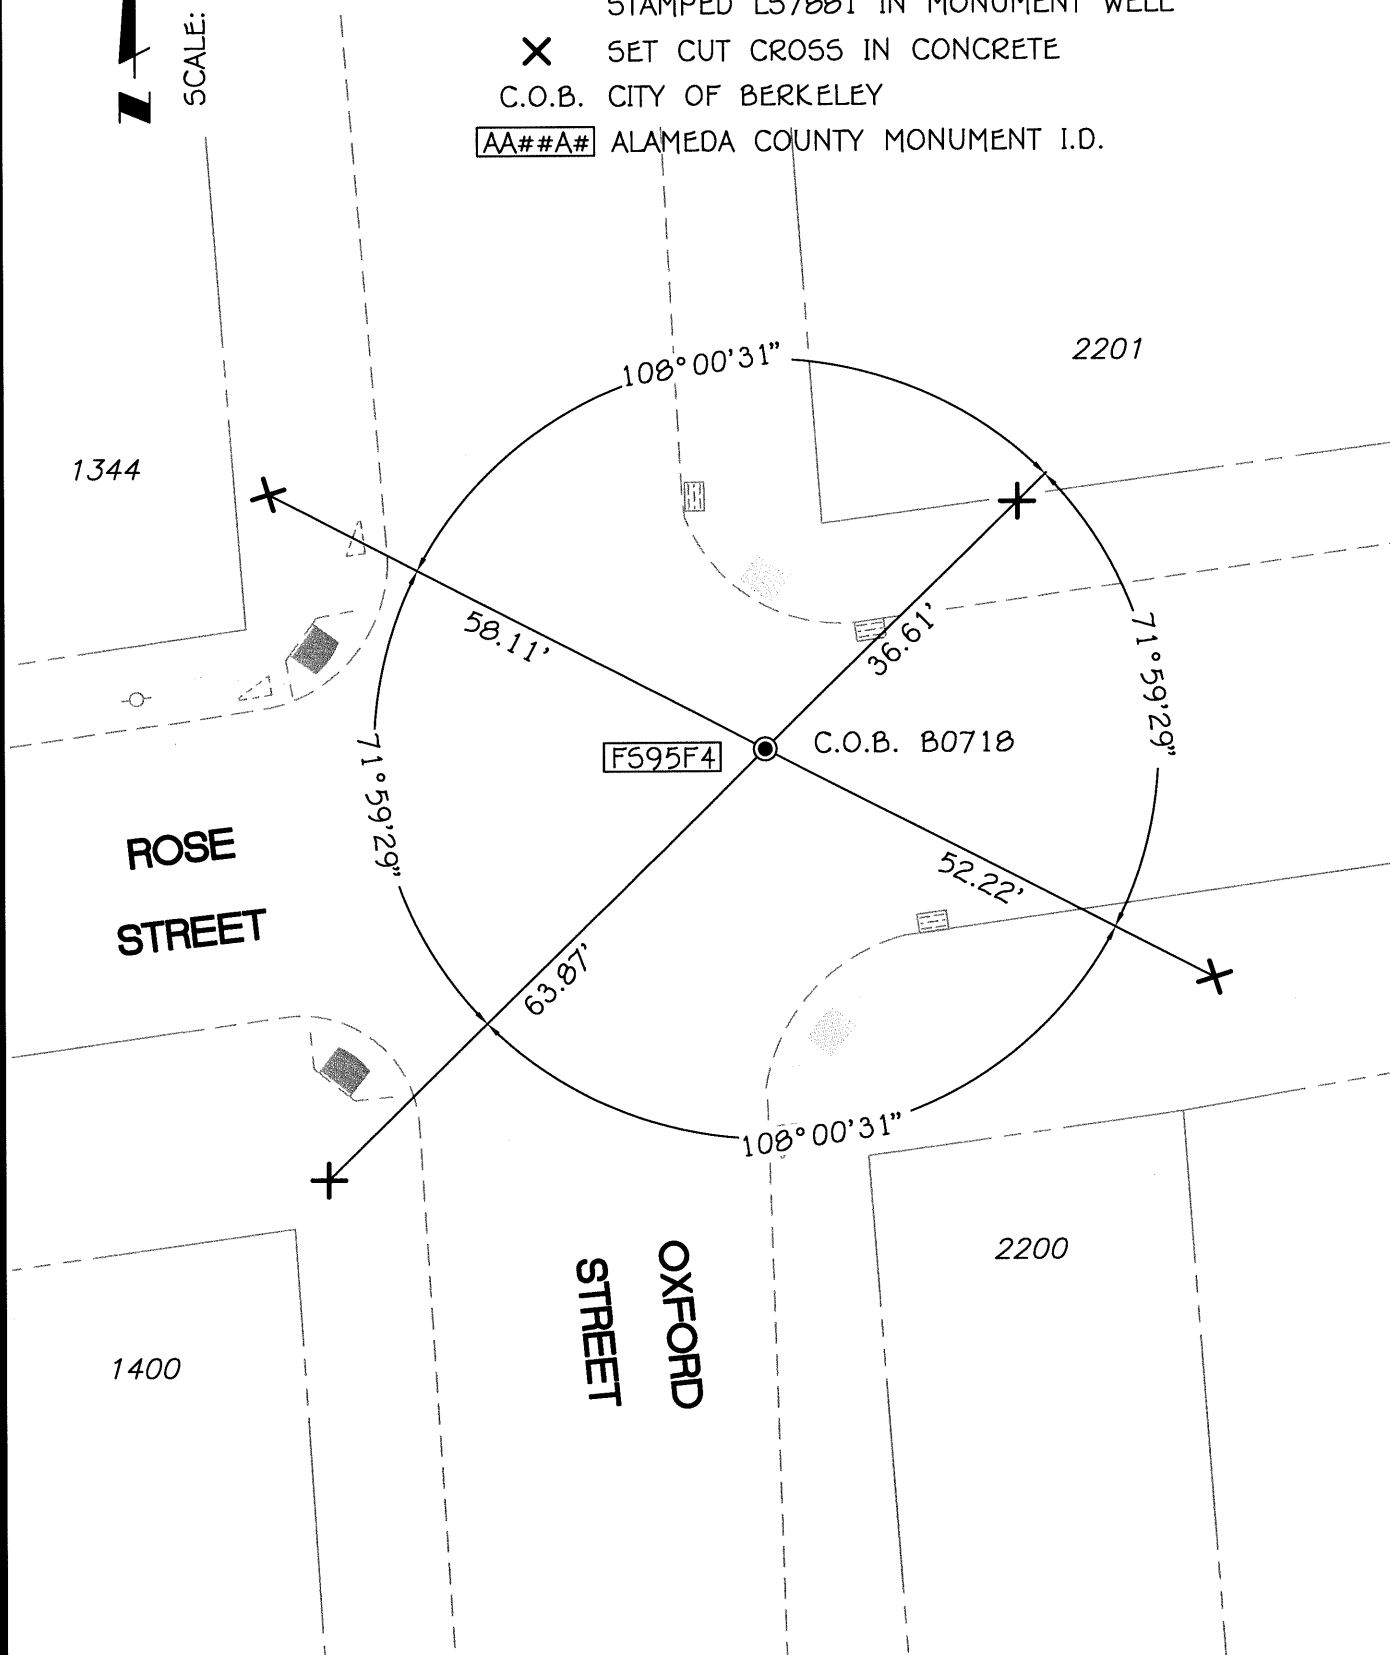 STAMPED LS7881 IN MONUMENT WELL
SCALE:
SET CUT CROSS IN CONCRETE
C.O.B. CITY OF BERKELEY
AA##A# ALAMEDA COUNTY MONUMENT I.D.
2201
108°00'31"
1344
58.11'
36.61'
71°59'29"
F595F4
C.O.B. B0718
71°59'29"
ROSE
STREET
52.22'
63.87'
108°00'31"
OXFORD
STREET
2200
1400